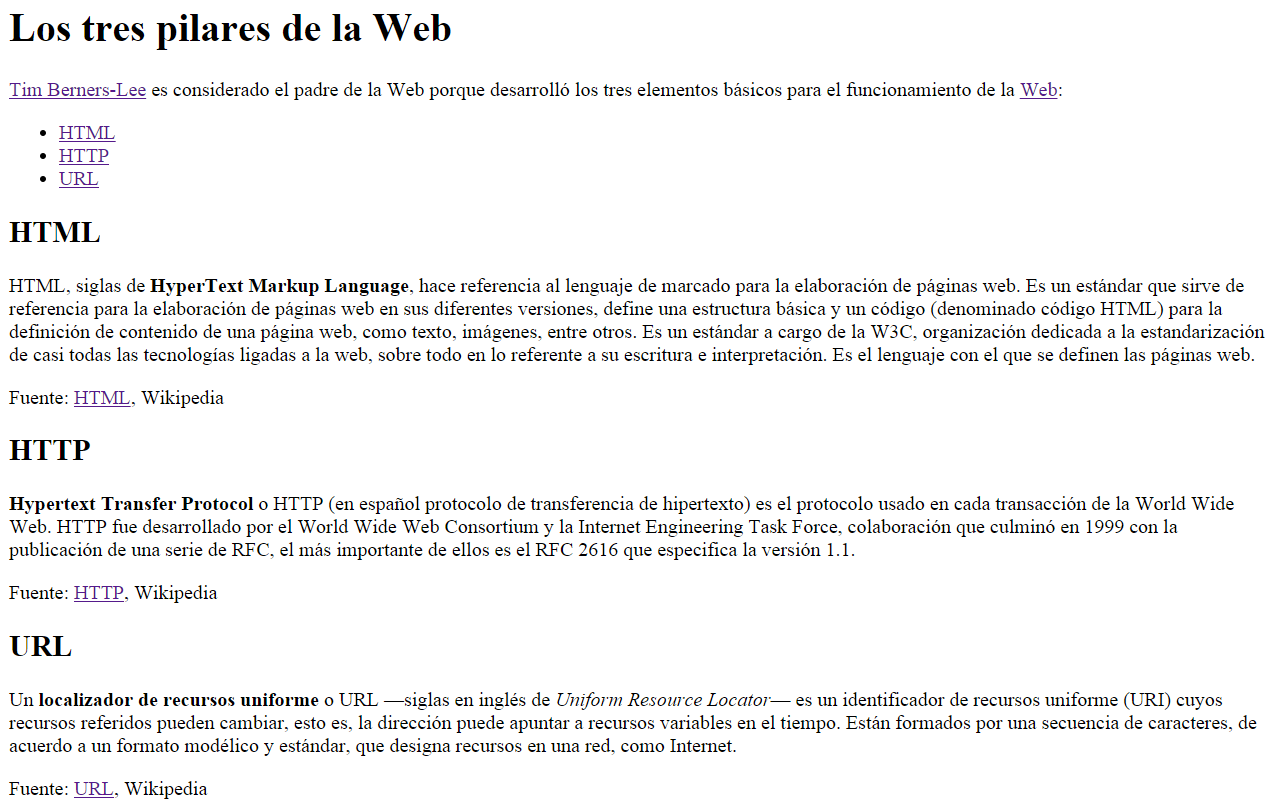 Los tres pilares de la Web
Tim Berners-Lee es considerado el padre de la Web porque desarrolló los tres elementos básicos para el funcionamiento de la Web:
• HTML
• HTTP
• URL
HTML
HTML, siglas de HyperText Markup Language, hace referencia al lenguaje de marcado para la elaboración de páginas web. Es un estándar que sirve de
referencia para la elaboración de páginas web en sus diferentes versiones, define una estructura básica y un código (denominado código HTML) para la
definición de contenido de una página web, como texto, imágenes, entre otros. Es un estándar a cargo de la W3C, organización dedicada a la estandarización
de casi todas las tecnologías ligadas a la web, sobre todo en lo referente a su escritura e interpretación. Es el lenguaje con el que se definen las páginas web.
Fuente: HTML, Wikipedia
HTTP
Hypertext Transfer Protocol o HTTP (en español protocolo de transferencia de hipertexto) es el protocolo usado en cada transacción de la World Wide
Web. HTTP fue desarrollado por el World Wide Web Consortium y la Internet Engineering Task Force, colaboración que culminó en 1999 con la
publicación de una serie de RFC, el más importante de ellos es el RFC 2616 que especifica la versión 1.1.
Fuente: HTTP, Wikipedia
URL
Un localizador de recursos uniforme o URL —siglas en inglés de Uniform Resource Locator— es un identificador de recursos uniforme (URI) cuyos
recursos referidos pueden cambiar, esto es, la dirección puede apuntar a recursos variables en el tiempo. Están formados por una secuencia de caracteres, de
acuerdo a un formato modélico y estándar, que designa recursos en una red, como Internet.
Fuente: URL, Wikipedia